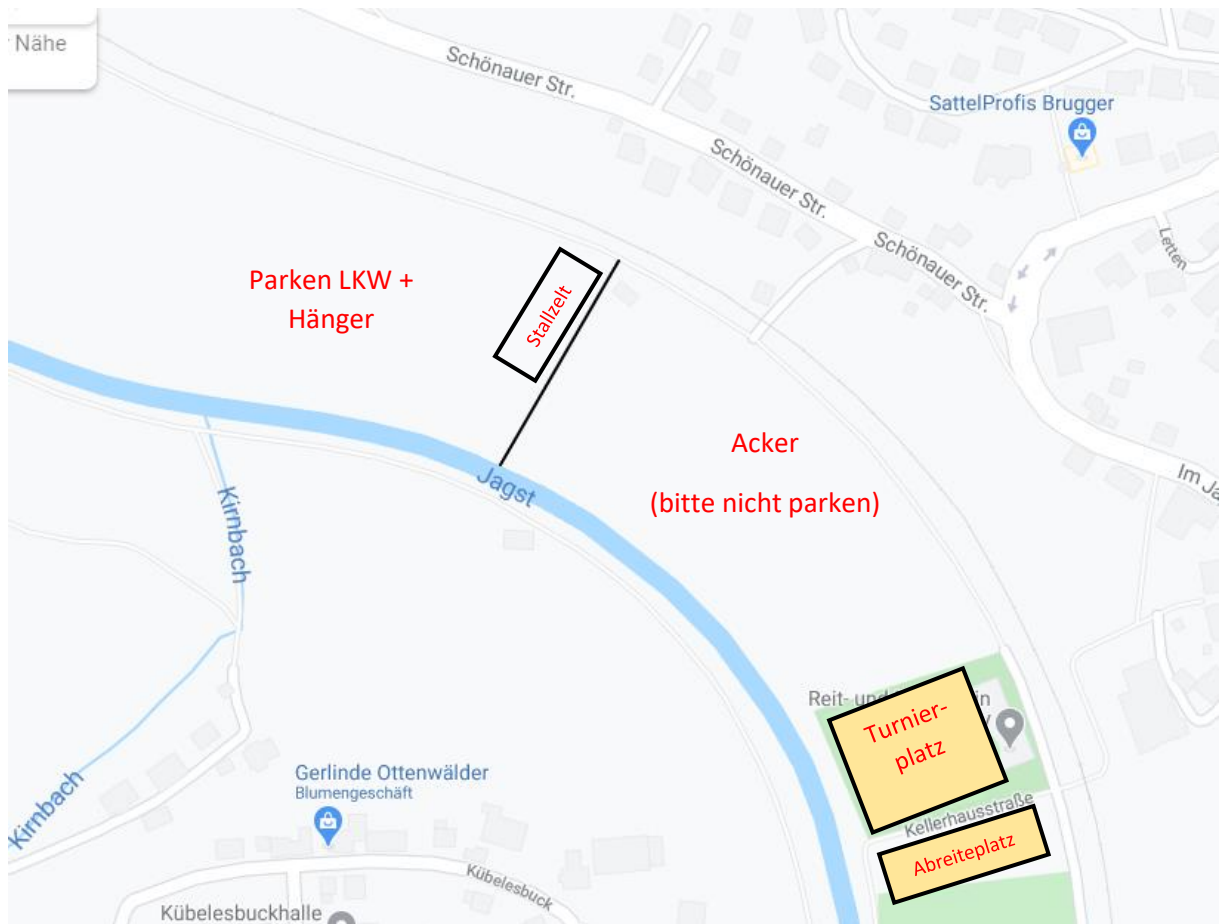 Nähe
Schönauer Str.
SattelProfis Brugger
Schönauer Str.
Schönauer Str.
Letten
Parken LKW +
Hänger
Stallzelt
Acker
(bitte nicht parken)
Jagst
Im Ja
Kirnbach
Reit- und
in
Turnier-
platz
Gerlinde Ottenwälder
Blumengeschäft
Kirnbach
Kellerhausstraße
Abreiteplatz
Kübelesbuck
Kübelesbuckhalle